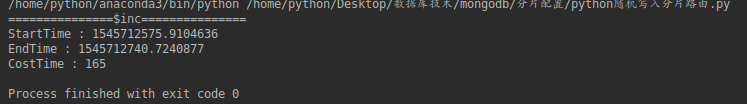 /home/python/anaconda3/bin/python /home/python/Desktop/数据库技术/mongodb/分片配置/python随机写入分片路由.py
===============$inc===============
StartTime : 1545712575.9104636
EndTime : 1545712740.7240877
CostTime : 165
Process finished with exit code 0